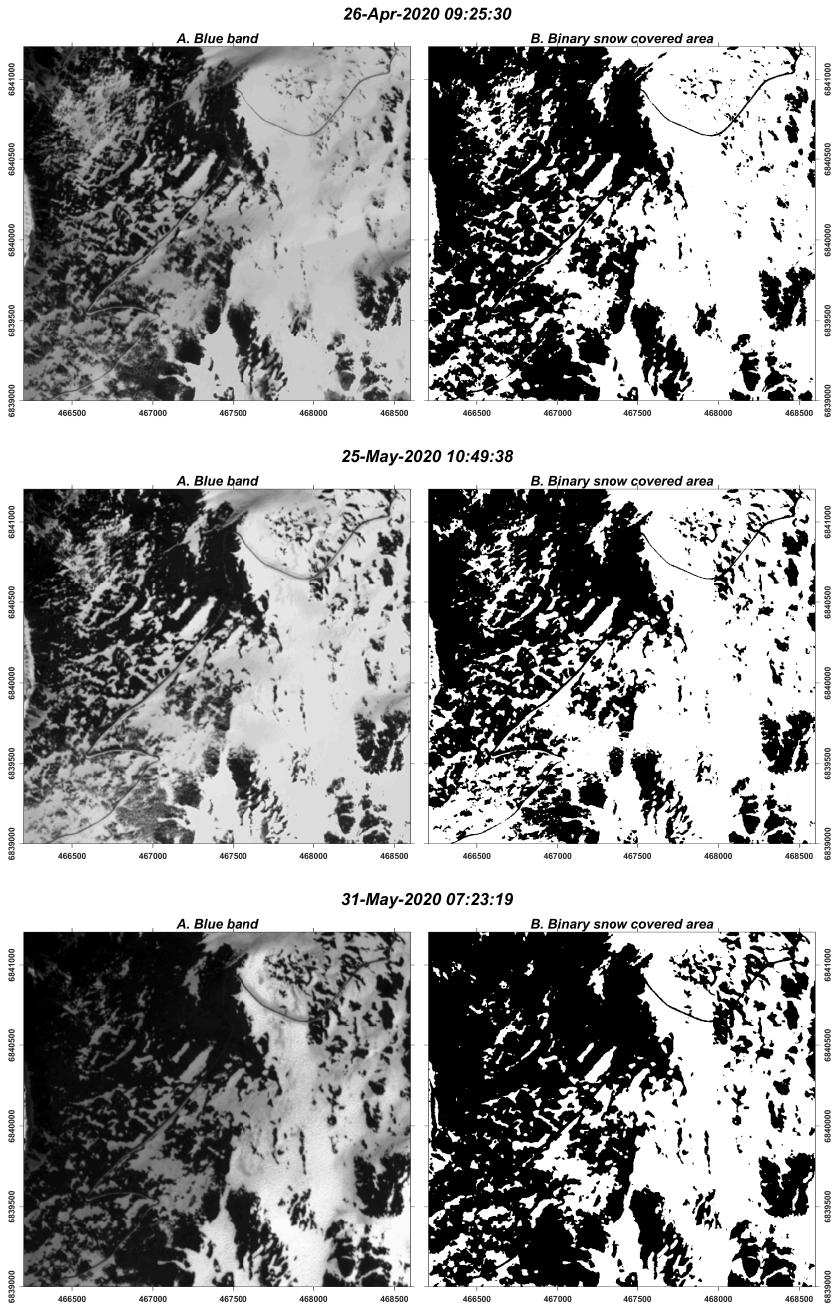 26-Apr-2020 09:25:30
A. Blue band B. Binary snow covered area
6841000 6841000
6840500 6840500
6840000 6840000
6839500 6839500
6839000 6839000
466500 467000 467500 468000 468500 466500 467000 467500 468000 468500
25-May-2020 10:49:38
A. Blue band B. Binary snow covered area
6841000 6841000
6840500 6840500
6840000 6840000
6839500 6839500
6839000 6839000
466500 467000 467500 468000 468500 466500 467000 467500 468000 468500
31-May-2020 07:23:19
A. Blue band B. Binary snow covered area
6841000 6841000
6840500 6840500
6840000 6840000
6839500 6839500
6839000 6839000
466500 467000 467500 468000 468500 466500 467000 467500 468000 468500